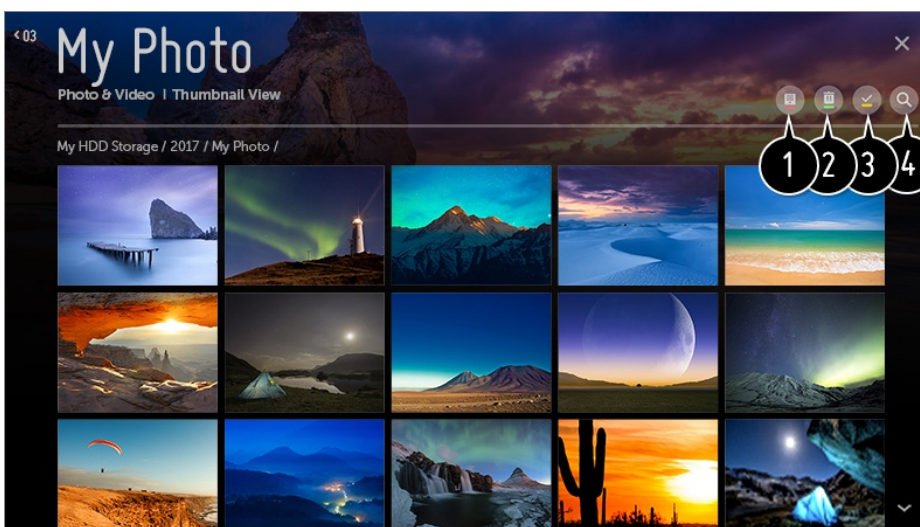 03
My Photo
Photo & Video | Thumbnail View
My HDD Storage / 2017 / My Photo /
1 2 3 4